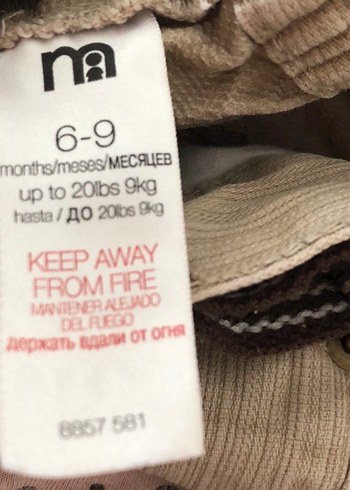 m
6-9
months/meses/МЕСЯЦЕВ
up to 20lbs 9kg
hasta / ДО 20lbs 9kg
KEEP AWAY
FROM FIRE
MANTENER ALEJADO
DEL FUEGO
держать вдали от огня
8857 581